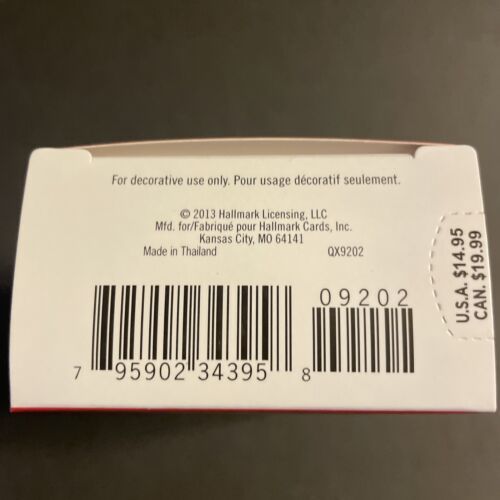 For decorative use only. Pour usage décoratif seulement.
© 2013 Hallmark Licensing, LLC
Mfd. for/Fabriqué pour Hallmark Cards, Inc.
Kansas City, MO 64141
Made in Thailand QX9202
U.S.A. $14.95
CAN. $19.99
09202
7 95902 34395 8